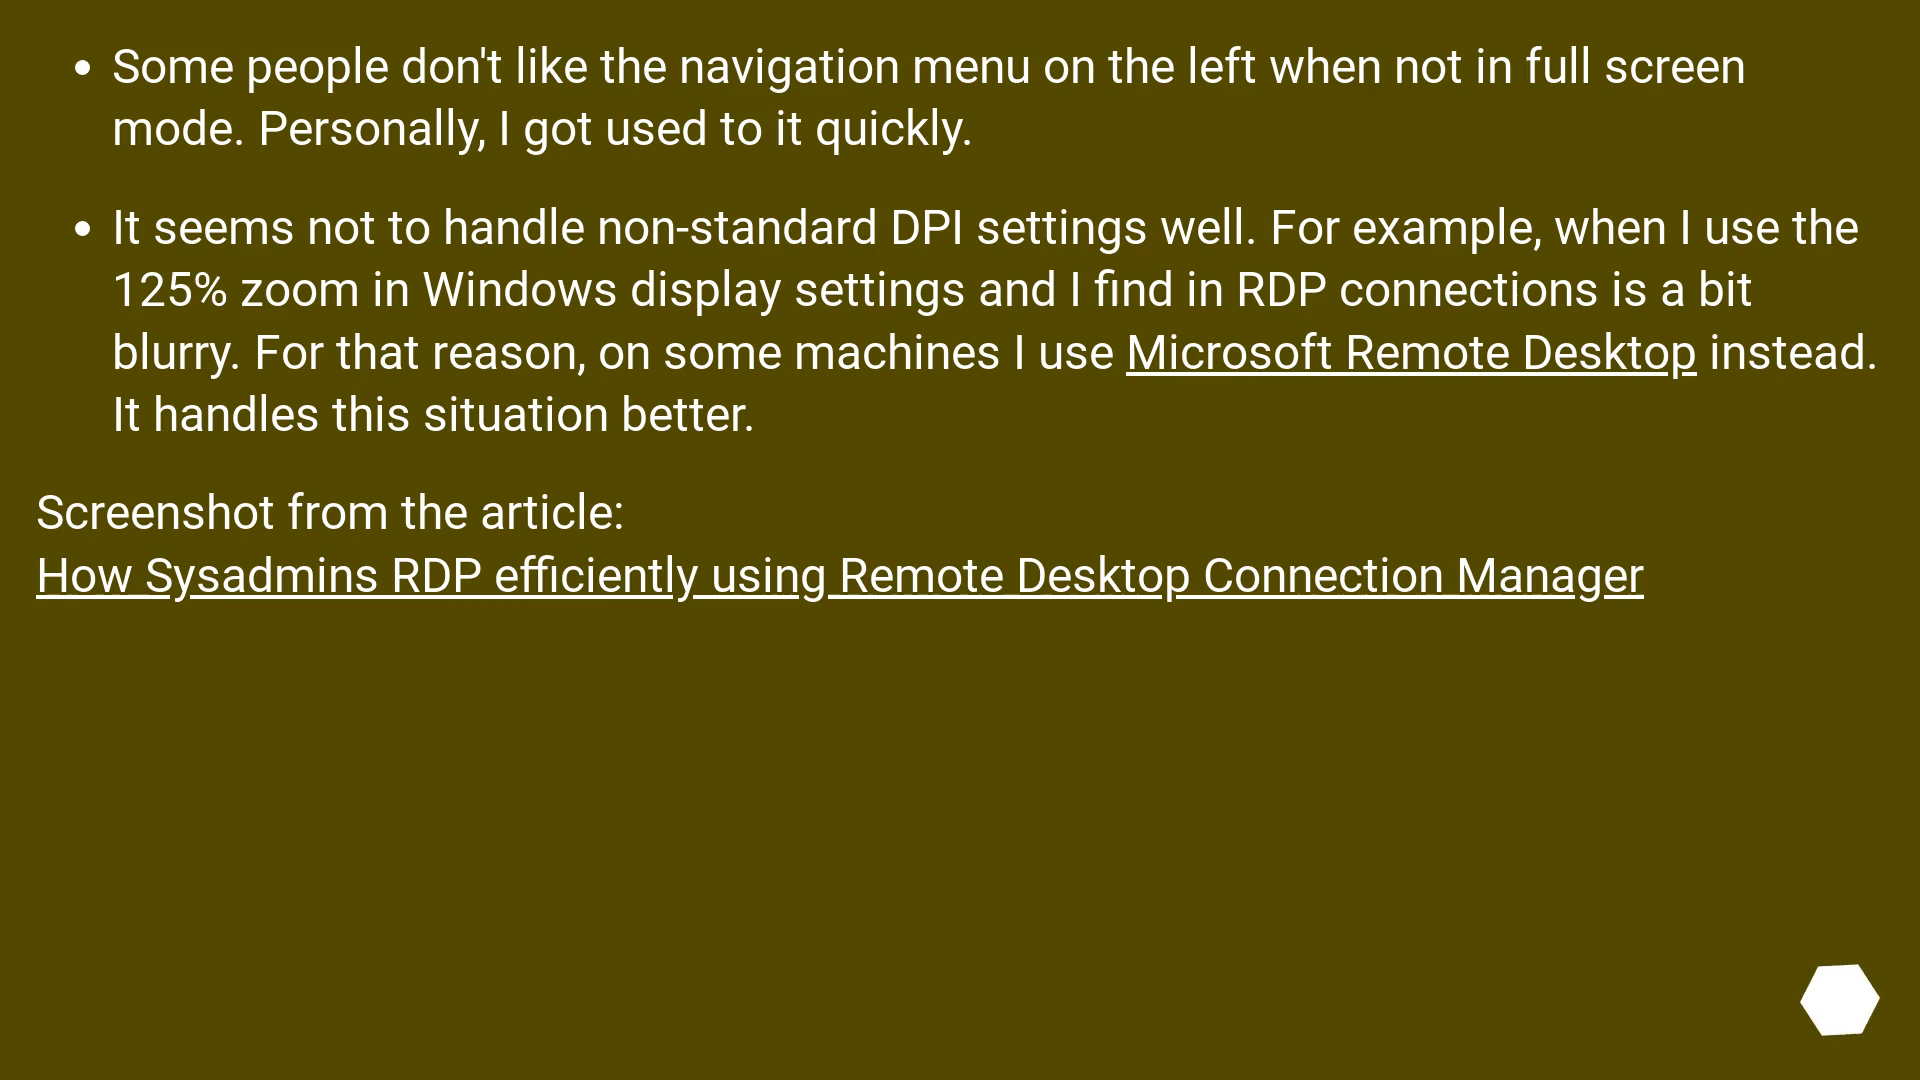 • Some people don't like the navigation menu on the left when not in full screen
mode. Personally, I got used to it quickly.
• It seems not to handle non-standard DPI settings well. For example, when I use the
125% zoom in Windows display settings and I find in RDP connections is a bit
blurry. For that reason, on some machines I use Microsoft Remote Desktop instead.
It handles this situation better.
Screenshot from the article:
How Sysadmins RDP efficiently using Remote Desktop Connection Manager